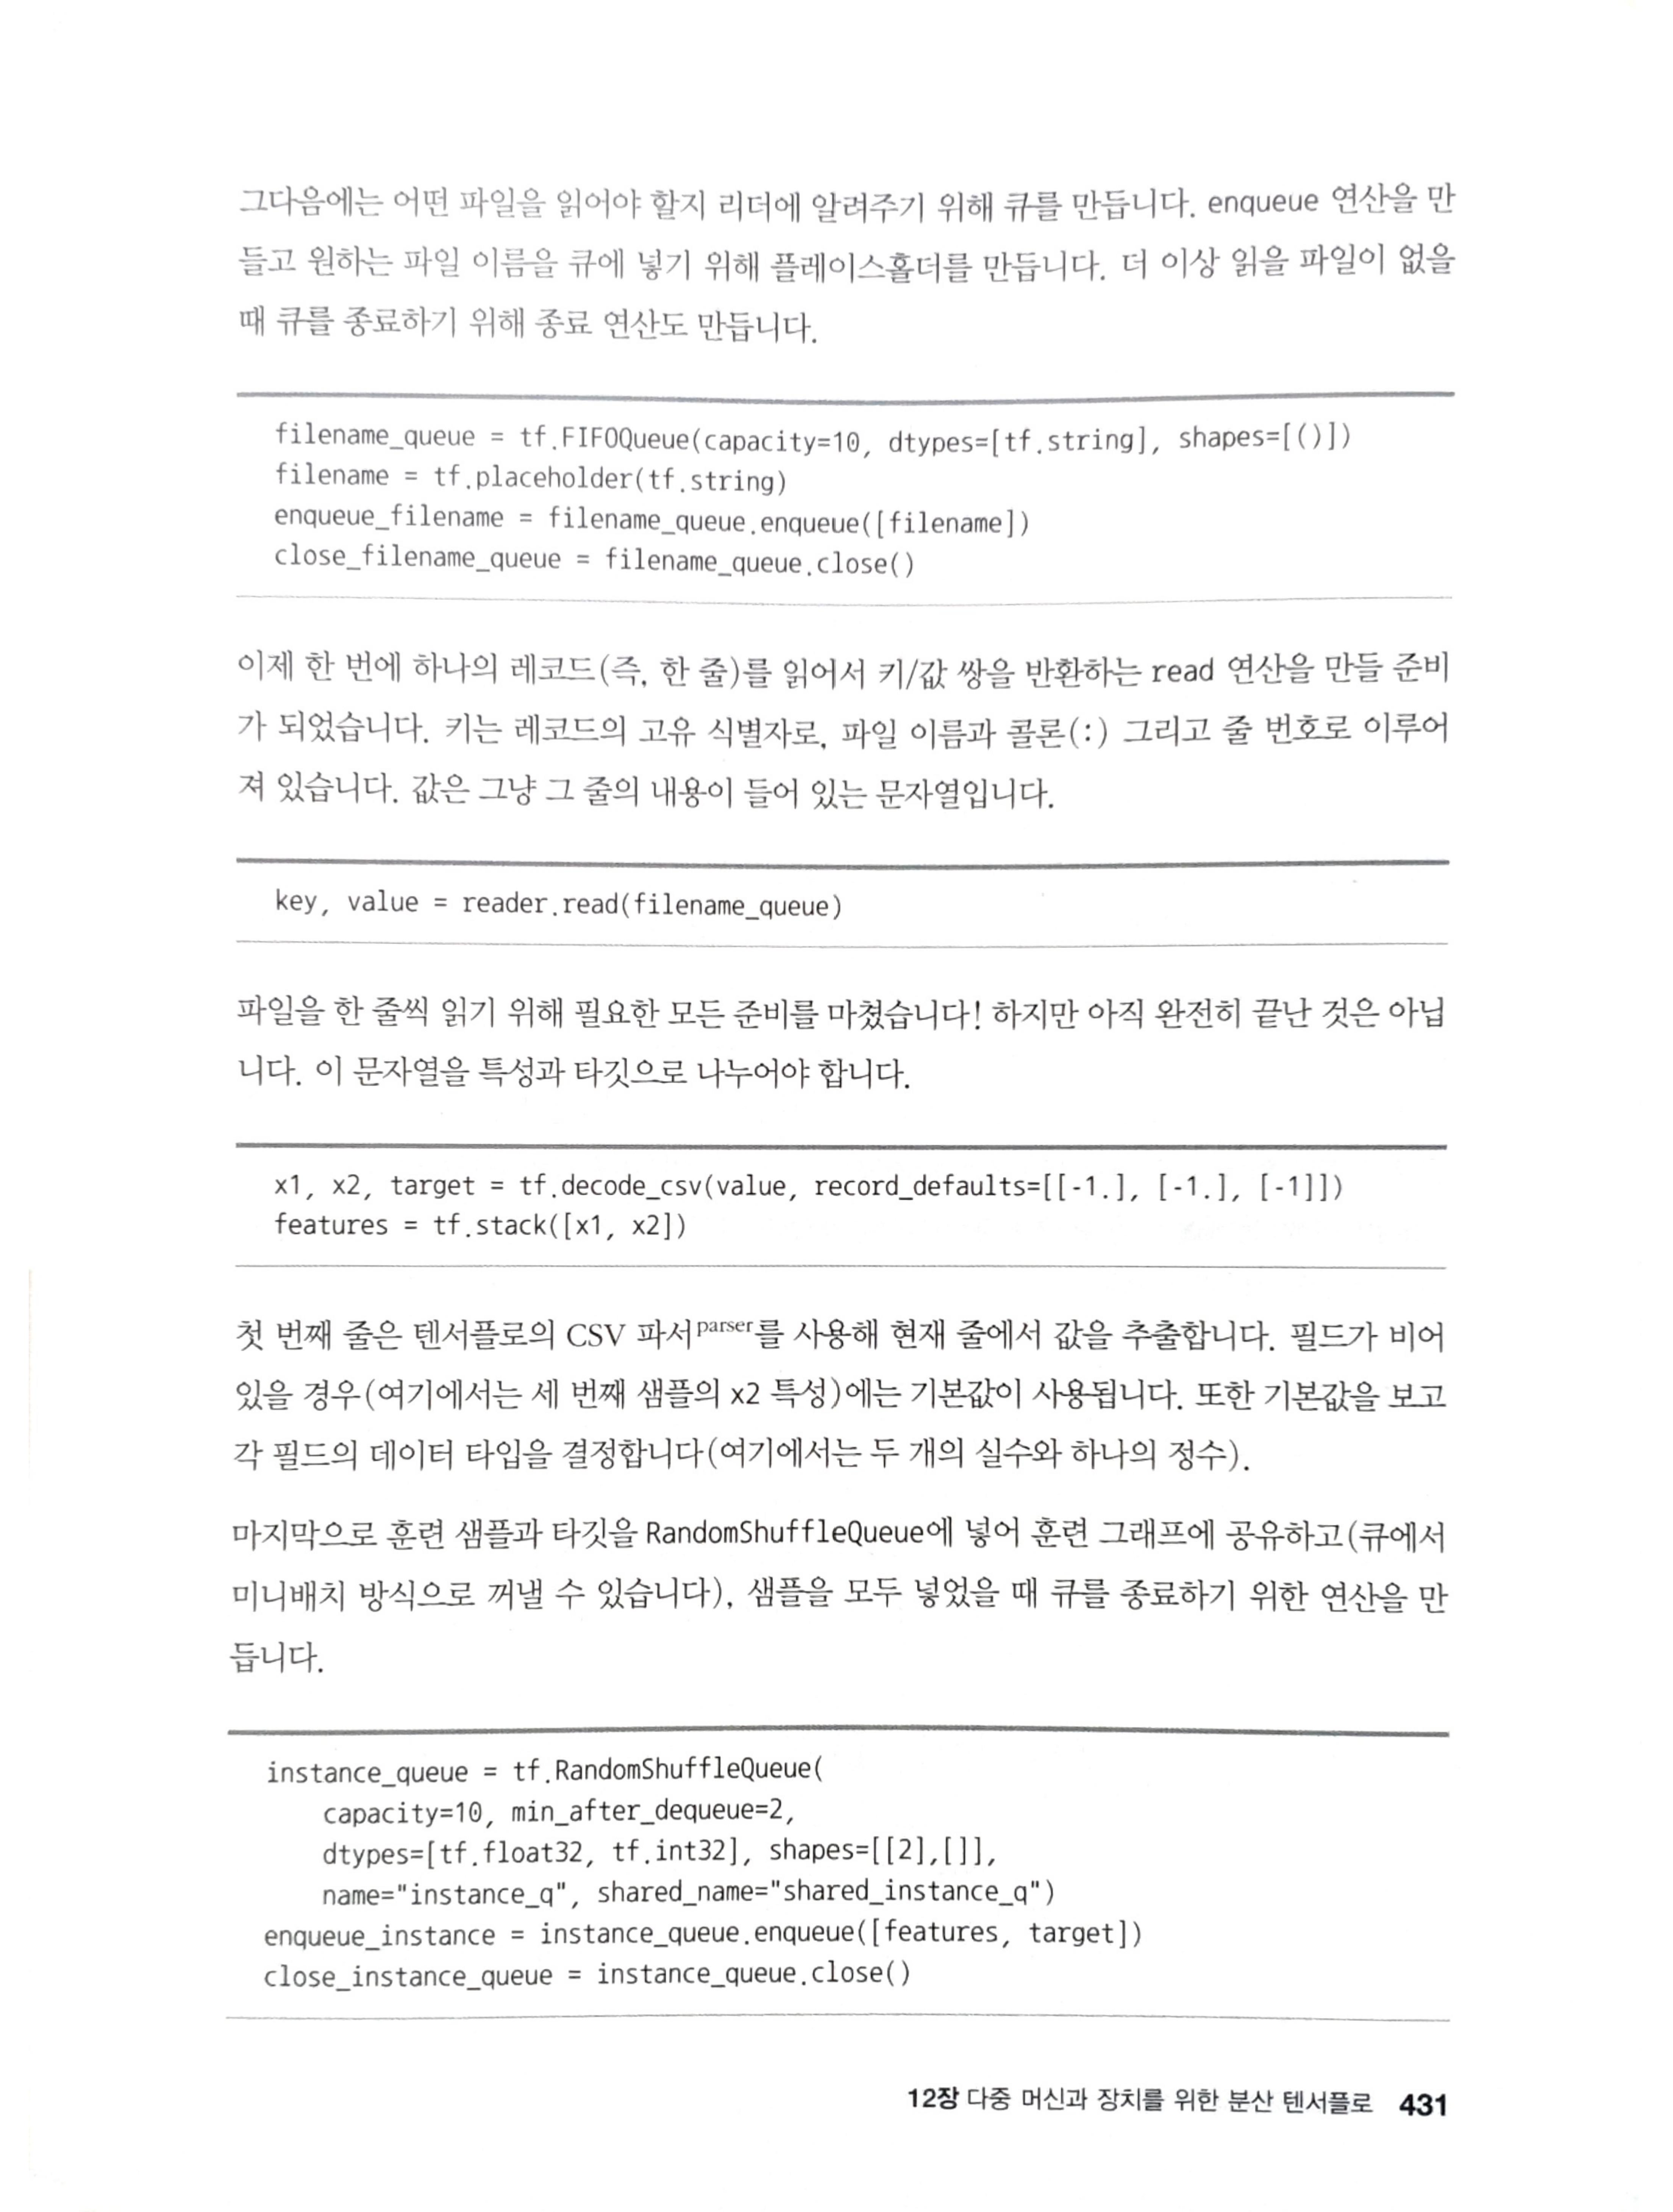 그다음에는 어떤 파일을 읽어야 할지 리더에 알려주기 위해 큐를 만듭니다. enqueue 연산을 만
들고 원하는 파일 이름을 큐에 넣기 위해 플레이스홀더를 만듭니다. 더 이상 읽을 파일이 없을
때 큐를 종료하기 위해 종료 연산도 만듭니다.
filename_queue = tf.FIFOQueue(capacity=10, dtypes=[tf.string], shapes=[()])
filename = tf.placeholder(tf.string)
enqueue_filename = filename_queue.enqueue([filename])
close_filename_queue = filename_queue.close()
이제 한 번에 하나의 레코드(즉, 한 줄)를 읽어서 키/값 쌍을 반환하는 read 연산을 만들 준비
가 되었습니다. 키는 레코드의 고유 식별자로, 파일 이름과 콜론(:) 그리고 줄 번호로 이루어
져 있습니다. 값은 그냥 그 줄의 내용이 들어 있는 문자열입니다.
key, value = reader.read(filename_queue)
파일을 한 줄씩 읽기 위해 필요한 모든 준비를 마쳤습니다! 하지만 아직 완전히 끝난 것은 아닙
니다. 이 문자열을 특성과 타깃으로 나누어야 합니다.
x1, x2, target = tf.decode_csv(value, record_defaults=[[-1.], [-1.], [-1]])
features = tf.stack([x1, x2])
첫 번째 줄은 텐서플로의 CSV 파서parser를 사용해 현재 줄에서 값을 추출합니다. 필드가 비어
있을 경우(여기에서는 세 번째 샘플의 x2 특성)에는 기본값이 사용됩니다. 또한 기본값을 보고
각 필드의 데이터 타입을 결정합니다(여기에서는 두 개의 실수와 하나의 정수).
마지막으로 훈련 샘플과 타깃을 RandomShuffleQueue에 넣어 훈련 그래프에 공유하고(큐에서
미니배치 방식으로 꺼낼 수 있습니다), 샘플을 모두 넣었을 때 큐를 종료하기 위한 연산을 만
듭니다.
instance_queue = tf.RandomShuffleQueue(
    capacity=10, min_after_dequeue=2,
    dtypes=[tf.float32, tf.int32], shapes=[[2],[]],
    name="instance_q", shared_name="shared_instance_q")
enqueue_instance = instance_queue.enqueue([features, target])
close_instance_queue = instance_queue.close()
12장 다중 머신과 장치를 위한 분산 텐서플로 431